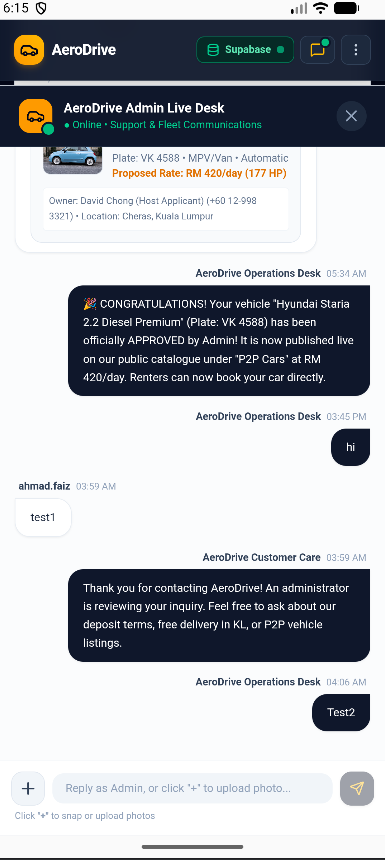 6:15
AeroDrive
Supabase
AeroDrive Admin Live Desk
● Online • Support & Fleet Communications
Plate: VK 4588 • MPV/Van • Automatic
Proposed Rate: RM 420/day (177 HP)
Owner: David Chong (Host Applicant) (+60 12-998
3321) • Location: Cheras, Kuala Lumpur
AeroDrive Operations Desk 05:34 AM
🎉 CONGRATULATIONS! Your vehicle "Hyundai Staria
2.2 Diesel Premium" (Plate: VK 4588) has been
officially APPROVED by Admin! It is now published live
on our public catalogue under "P2P Cars" at RM
420/day. Renters can now book your car directly.
AeroDrive Operations Desk 03:45 PM
hi
ahmad.faiz 03:59 AM
test1
AeroDrive Customer Care 03:59 AM
Thank you for contacting AeroDrive! An administrator
is reviewing your inquiry. Feel free to ask about our
deposit terms, free delivery in KL, or P2P vehicle
listings.
AeroDrive Operations Desk 04:06 AM
Test2
Reply as Admin, or click "+" to upload photo...
Click "+" to snap or upload photos